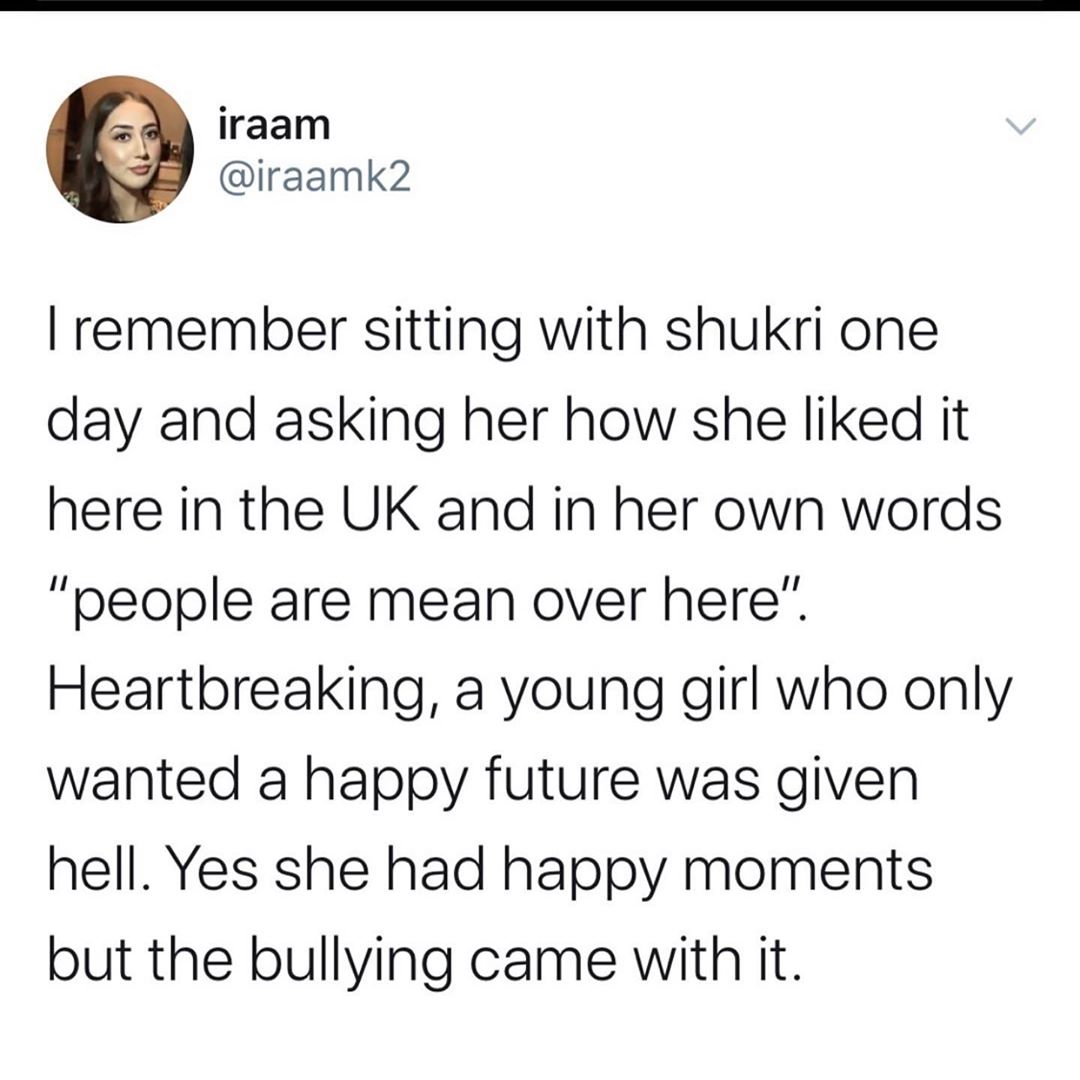 iraam
@iraamk2
I remember sitting with shukri one
day and asking her how she liked it
here in the UK and in her own words
"people are mean over here".
Heartbreaking, a young girl who only
wanted a happy future was given
hell. Yes she had happy moments
but the bullying came with it.